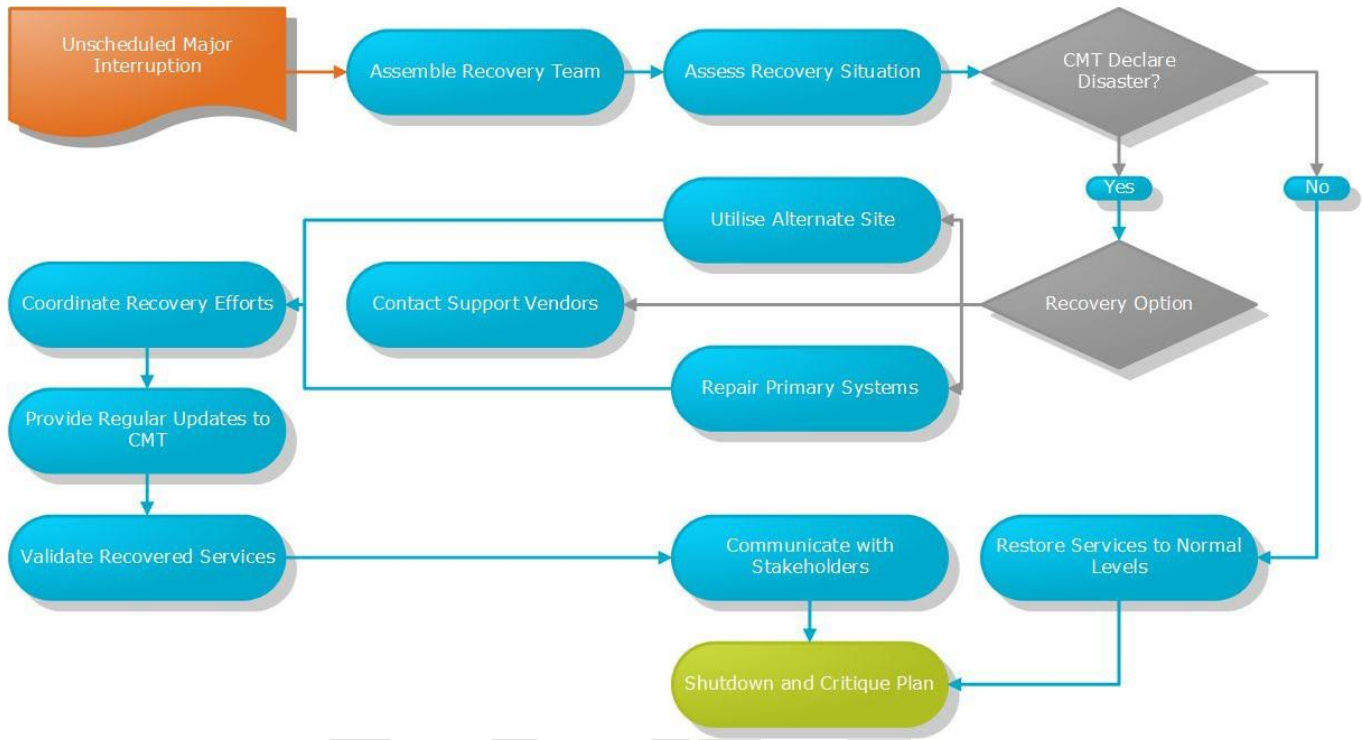 Unscheduled Major
Interruption
Assemble Recovery Team
Assess Recovery Situation
CMT Declare
Disaster?
Yes
No
Utilise Alternate Site
Coordinate Recovery Efforts
Contact Support Vendors
Recovery Option
Repair Primary Systems
Provide Regular Updates to
CMT
Validate Recovered Services
Communicate with
Stakeholders
Restore Services to Normal
Levels
Shutdown and Critique Plan